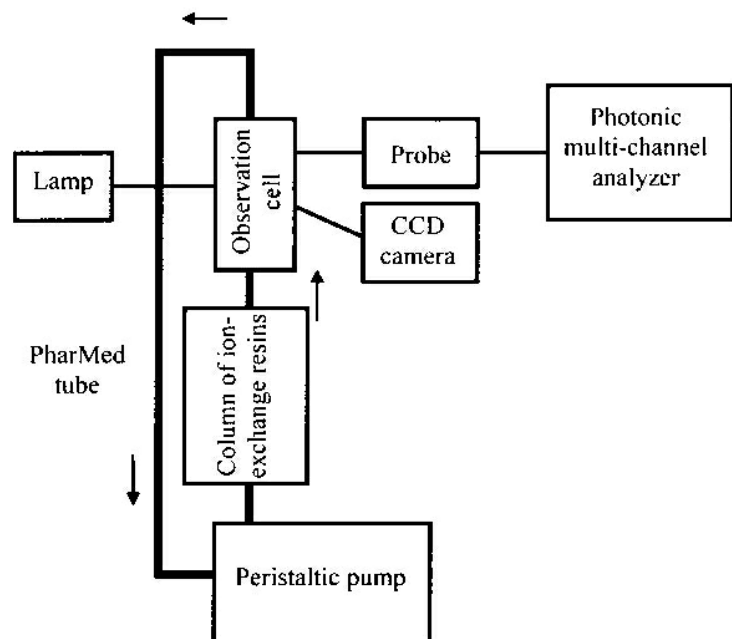 Photonic
multi-channel
analyzer
Probe
Lamp
Observation
cell
CCD
camera
PharMed
tube
Column of ion-
exchange resins
Peristaltic pump